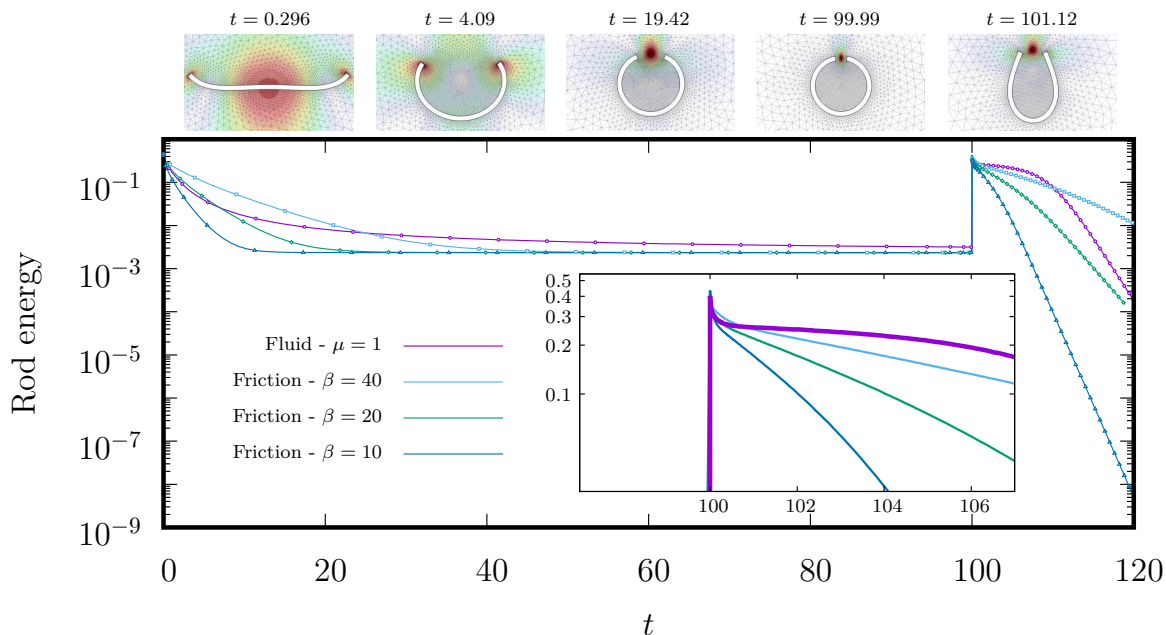 t = 0.296 t = 4.09 t = 19.42 t = 99.99 t = 101.12
10⁻¹
10⁻³
10⁻⁵
10⁻⁷
10⁻⁹
Rod energy
Fluid - μ = 1
Friction - β = 40
Friction - β = 20
Friction - β = 10
0.5
0.4
0.3
0.2
0.1
100 102 104 106
0 20 40 60 80 100 120
t